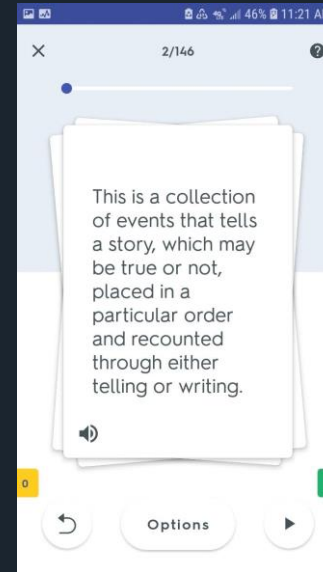 46% 11:21 A
2/146
This is a collection
of events that tells
a story, which may
be true or not,
placed in a
particular order
and recounted
through either
telling or writing.
0
Options